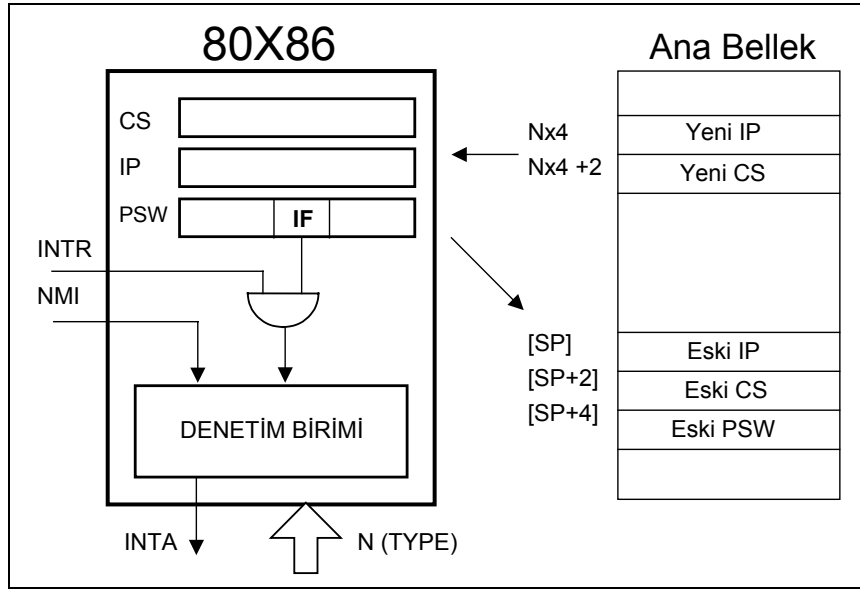 80X86
Ana Bellek
CS
IP
PSW
IF
INTR
NMI
DENETİM BİRİMİ
INTA
N (TYPE)
Nx4
Nx4 +2
Yeni IP
Yeni CS
[SP]
[SP+2]
[SP+4]
Eski IP
Eski CS
Eski PSW